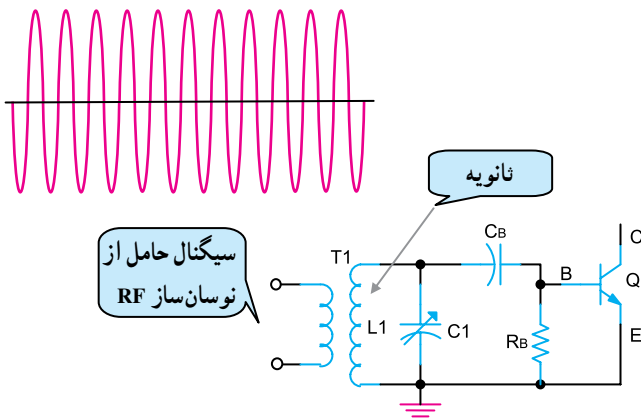 ثانویه
سیگنال حامل از
نوسان‌ساز RF
T1
L1
C1
CB
B
RB
C
Q
E